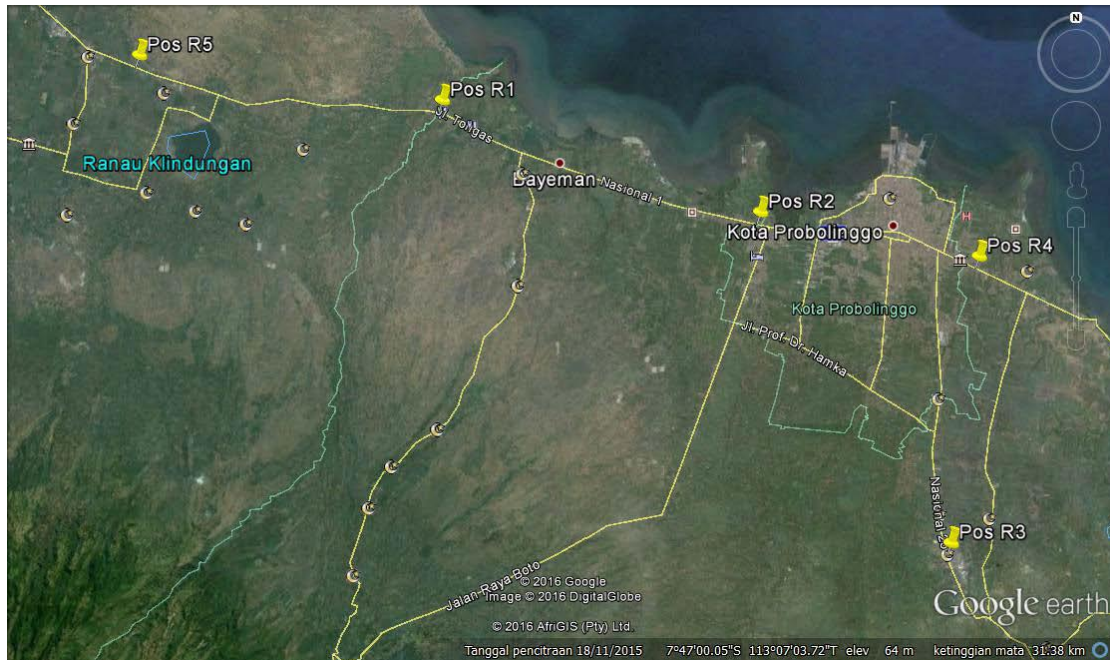 N
Pos R5
Pos R1
Jl. Tongas
Ranau Klindungan
Bayeman
Nasional 1
Pos R2
Kota Probolinggo
H
Pos R4
Kota Probolinggo
Jl. Prof. Dr. Hamka
Pos R3
Jalan Raya Boto
© 2016 Google
Image © 2016 DigitalGlobe
© 2016 AfriGIS (Pty) Ltd.
Google earth
Tanggal pencitraan 18/11/2015 7°47'00.05"S 113°07'03.72"T elev 64 m ketinggian mata 31.38 km